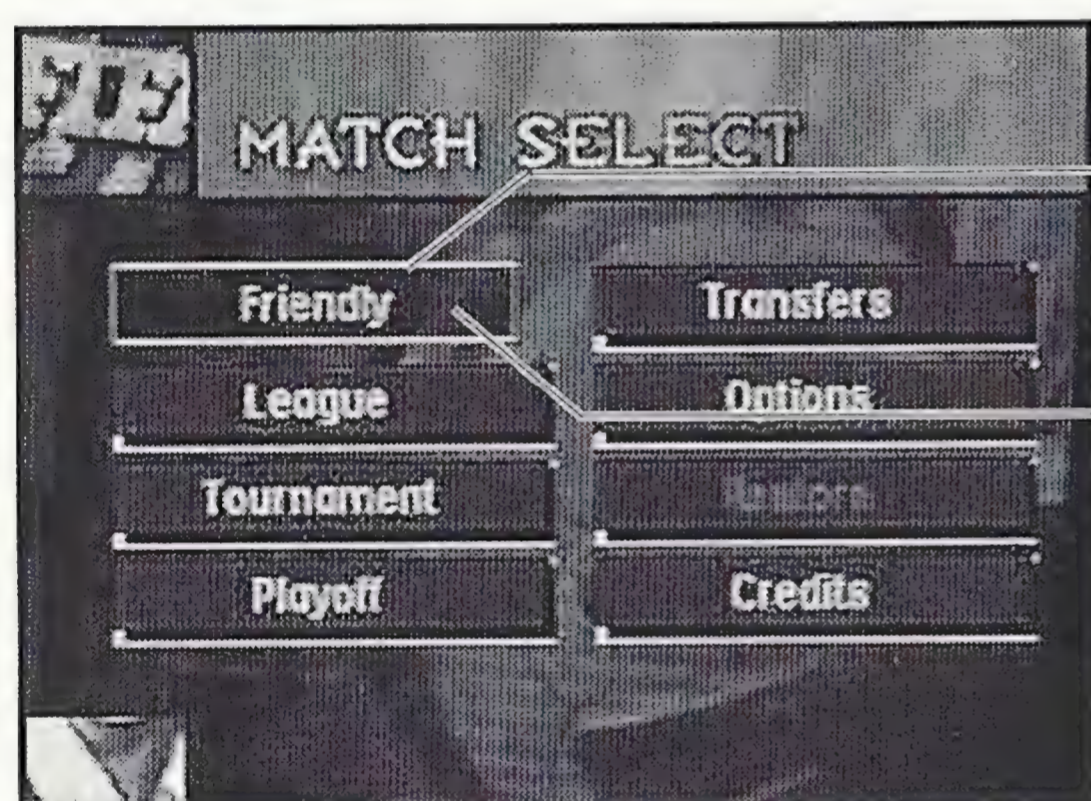 MATCH SELECT
Friendly
Transfers
League
Options
Tournament
Playoff
Credits